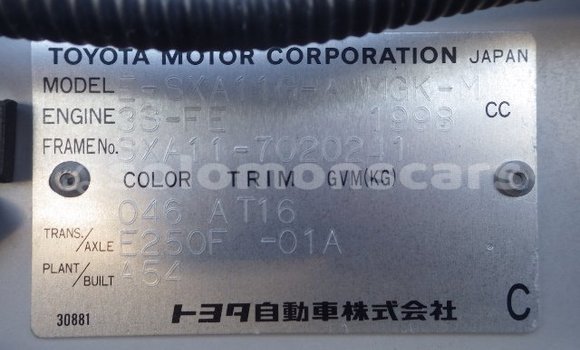 TOYOTA MOTOR CORPORATION JAPAN
MODEL E-SXA11G-AWMGK-M
ENGINE 3S-FE 1998 CC
FRAME No. SXA11-7020211
COLOR TRIM GVM(KG)
046 AT16
TRANS./AXLE E250F -01A
PLANT/BUILT A54
30881 トヨタ自動車株式会社 C